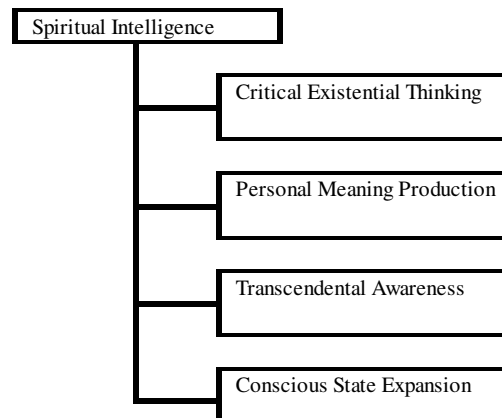 Spiritual Intelligence
Critical Existential Thinking
Personal Meaning Production
Transcendental Awareness
Conscious State Expansion